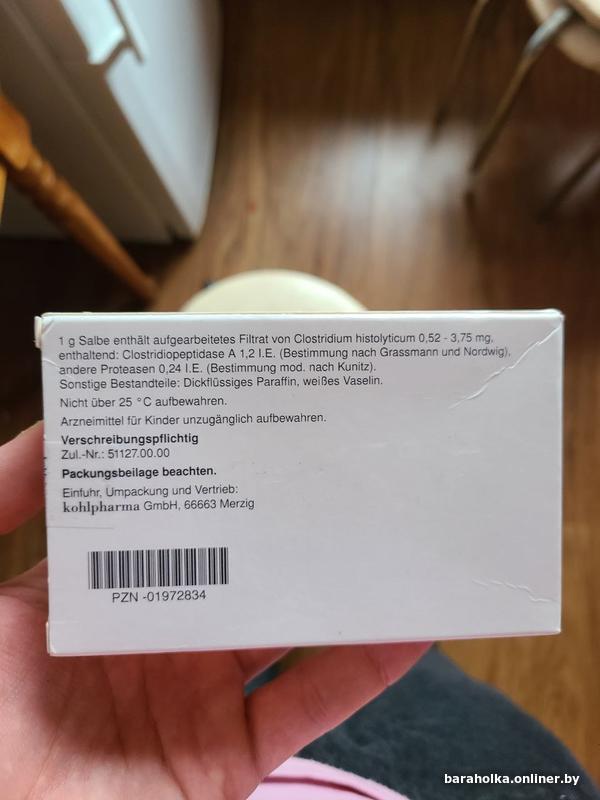 1 g Salbe enthält aufgearbeitetes Filtrat von Clostridium histolyticum 0,52 - 3,75 mg,
enthaltend: Clostridiopeptidase A 1,2 I.E. (Bestimmung nach Grassmann und Nordwig),
andere Proteasen 0,24 I.E. (Bestimmung mod. nach Kunitz).
Sonstige Bestandteile: Dickflüssiges Paraffin, weißes Vaselin.
Nicht über 25 °C aufbewahren.
Arzneimittel für Kinder unzugänglich aufbewahren.
Verschreibungspflichtig
Zul.-Nr.: 51127.00.00
Packungsbeilage beachten.
Einfuhr, Umpackung und Vertrieb:
kohlpharma GmbH, 66663 Merzig
PZN -01972834
baraholka.onliner.by